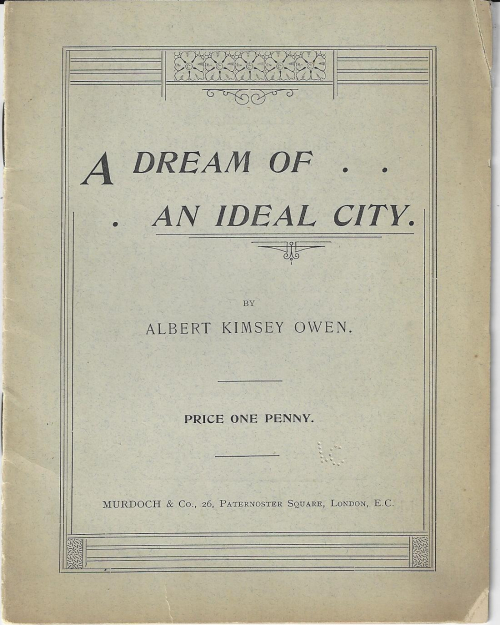 A DREAM OF . .
. AN IDEAL CITY.
BY
ALBERT KIMSEY OWEN.
PRICE ONE PENNY.
MURDOCH & Co., 26, Paternoster Square, London, E.C.